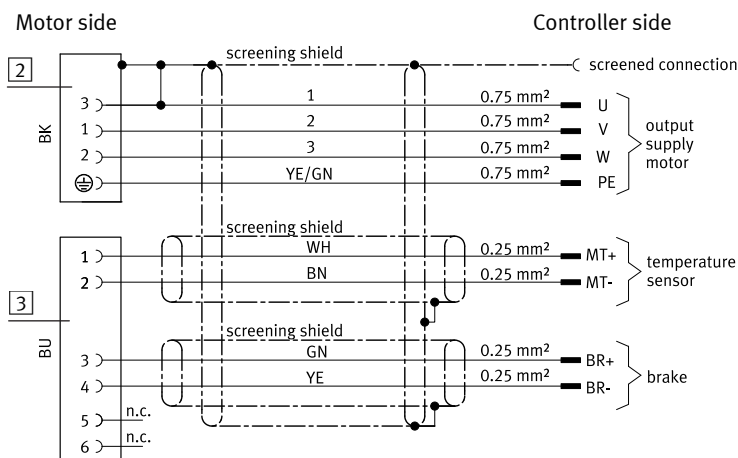 Motor side
Controller side
screening shield
screened connection
2
BK
3
1
0.75 mm²
U
1
2
0.75 mm²
V
2
3
0.75 mm²
W
YE/GN
0.75 mm²
PE
output
supply
motor
screening shield
1
WH
0.25 mm²
MT+
2
BN
0.25 mm²
MT-
temperature
sensor
3
BU
screening shield
3
GN
0.25 mm²
BR+
4
YE
0.25 mm²
BR-
brake
5
n.c.
6
n.c.